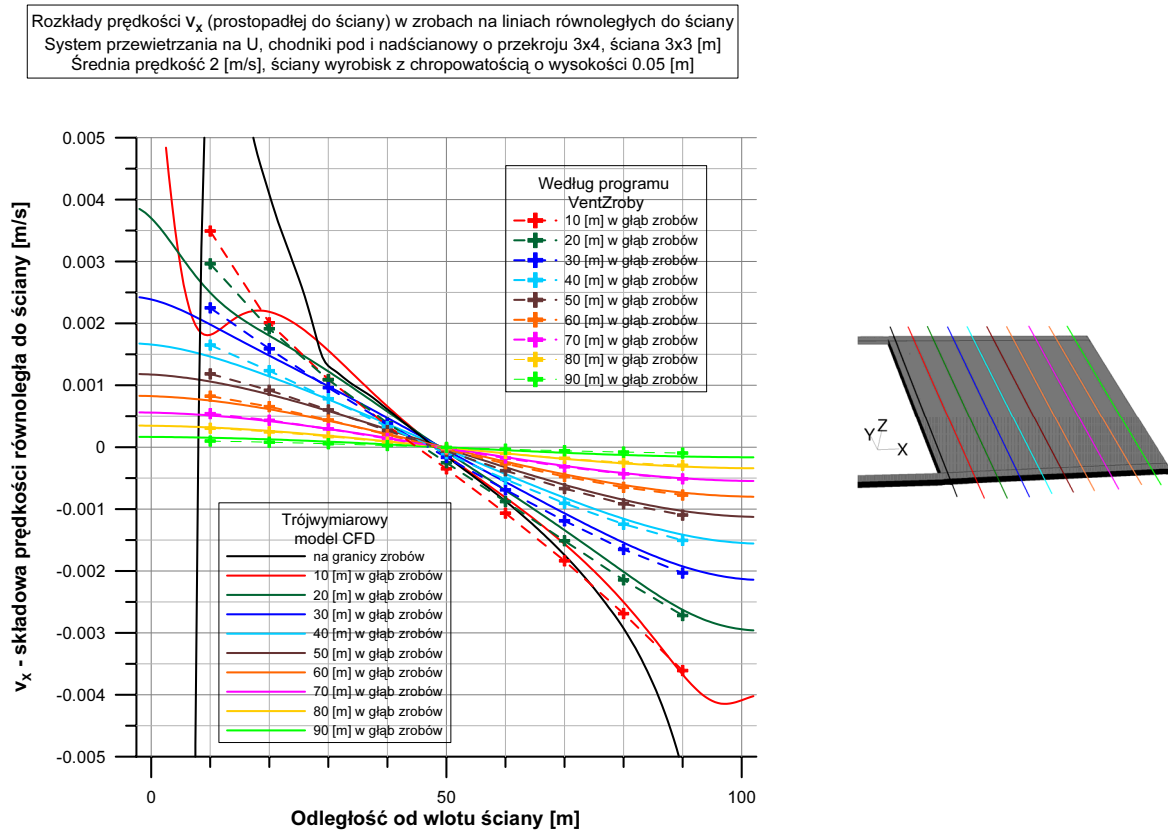 Rozkłady prędkości vx (prostopadłej do ściany) w zrobach na liniach równoległych do ściany
System przewietrzania na U, chodniki pod i nadścianowy o przekroju 3x4, ściana 3x3 [m]
Średnia prędkość 2 [m/s], ściany wyrobisk z chropowatością o wysokości 0.05 [m]
vx - składowa prędkości równoległa do ściany [m/s]
0.005
0.004
0.003
0.002
0.001
0
-0.001
-0.002
-0.003
-0.004
-0.005
Według programu
VentZroby
10 [m] w głąb zrobów
20 [m] w głąb zrobów
30 [m] w głąb zrobów
40 [m] w głąb zrobów
50 [m] w głąb zrobów
60 [m] w głąb zrobów
70 [m] w głąb zrobów
80 [m] w głąb zrobów
90 [m] w głąb zrobów
Trójwymiarowy
model CFD
na granicy zrobów
10 [m] w głąb zrobów
20 [m] w głąb zrobów
30 [m] w głąb zrobów
40 [m] w głąb zrobów
50 [m] w głąb zrobów
60 [m] w głąb zrobów
70 [m] w głąb zrobów
80 [m] w głąb zrobów
90 [m] w głąb zrobów
0
50
100
Odległość od wlotu ściany [m]
Y
Z
X